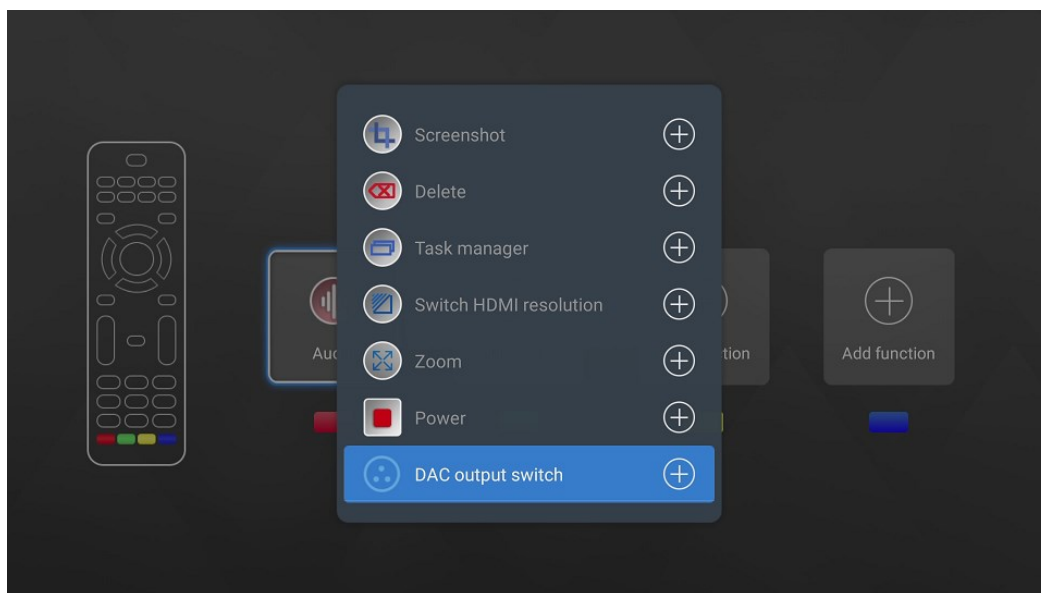 Screenshot
Delete
Task manager
Switch HDMI resolution
Zoom
Power
DAC output switch
Add function